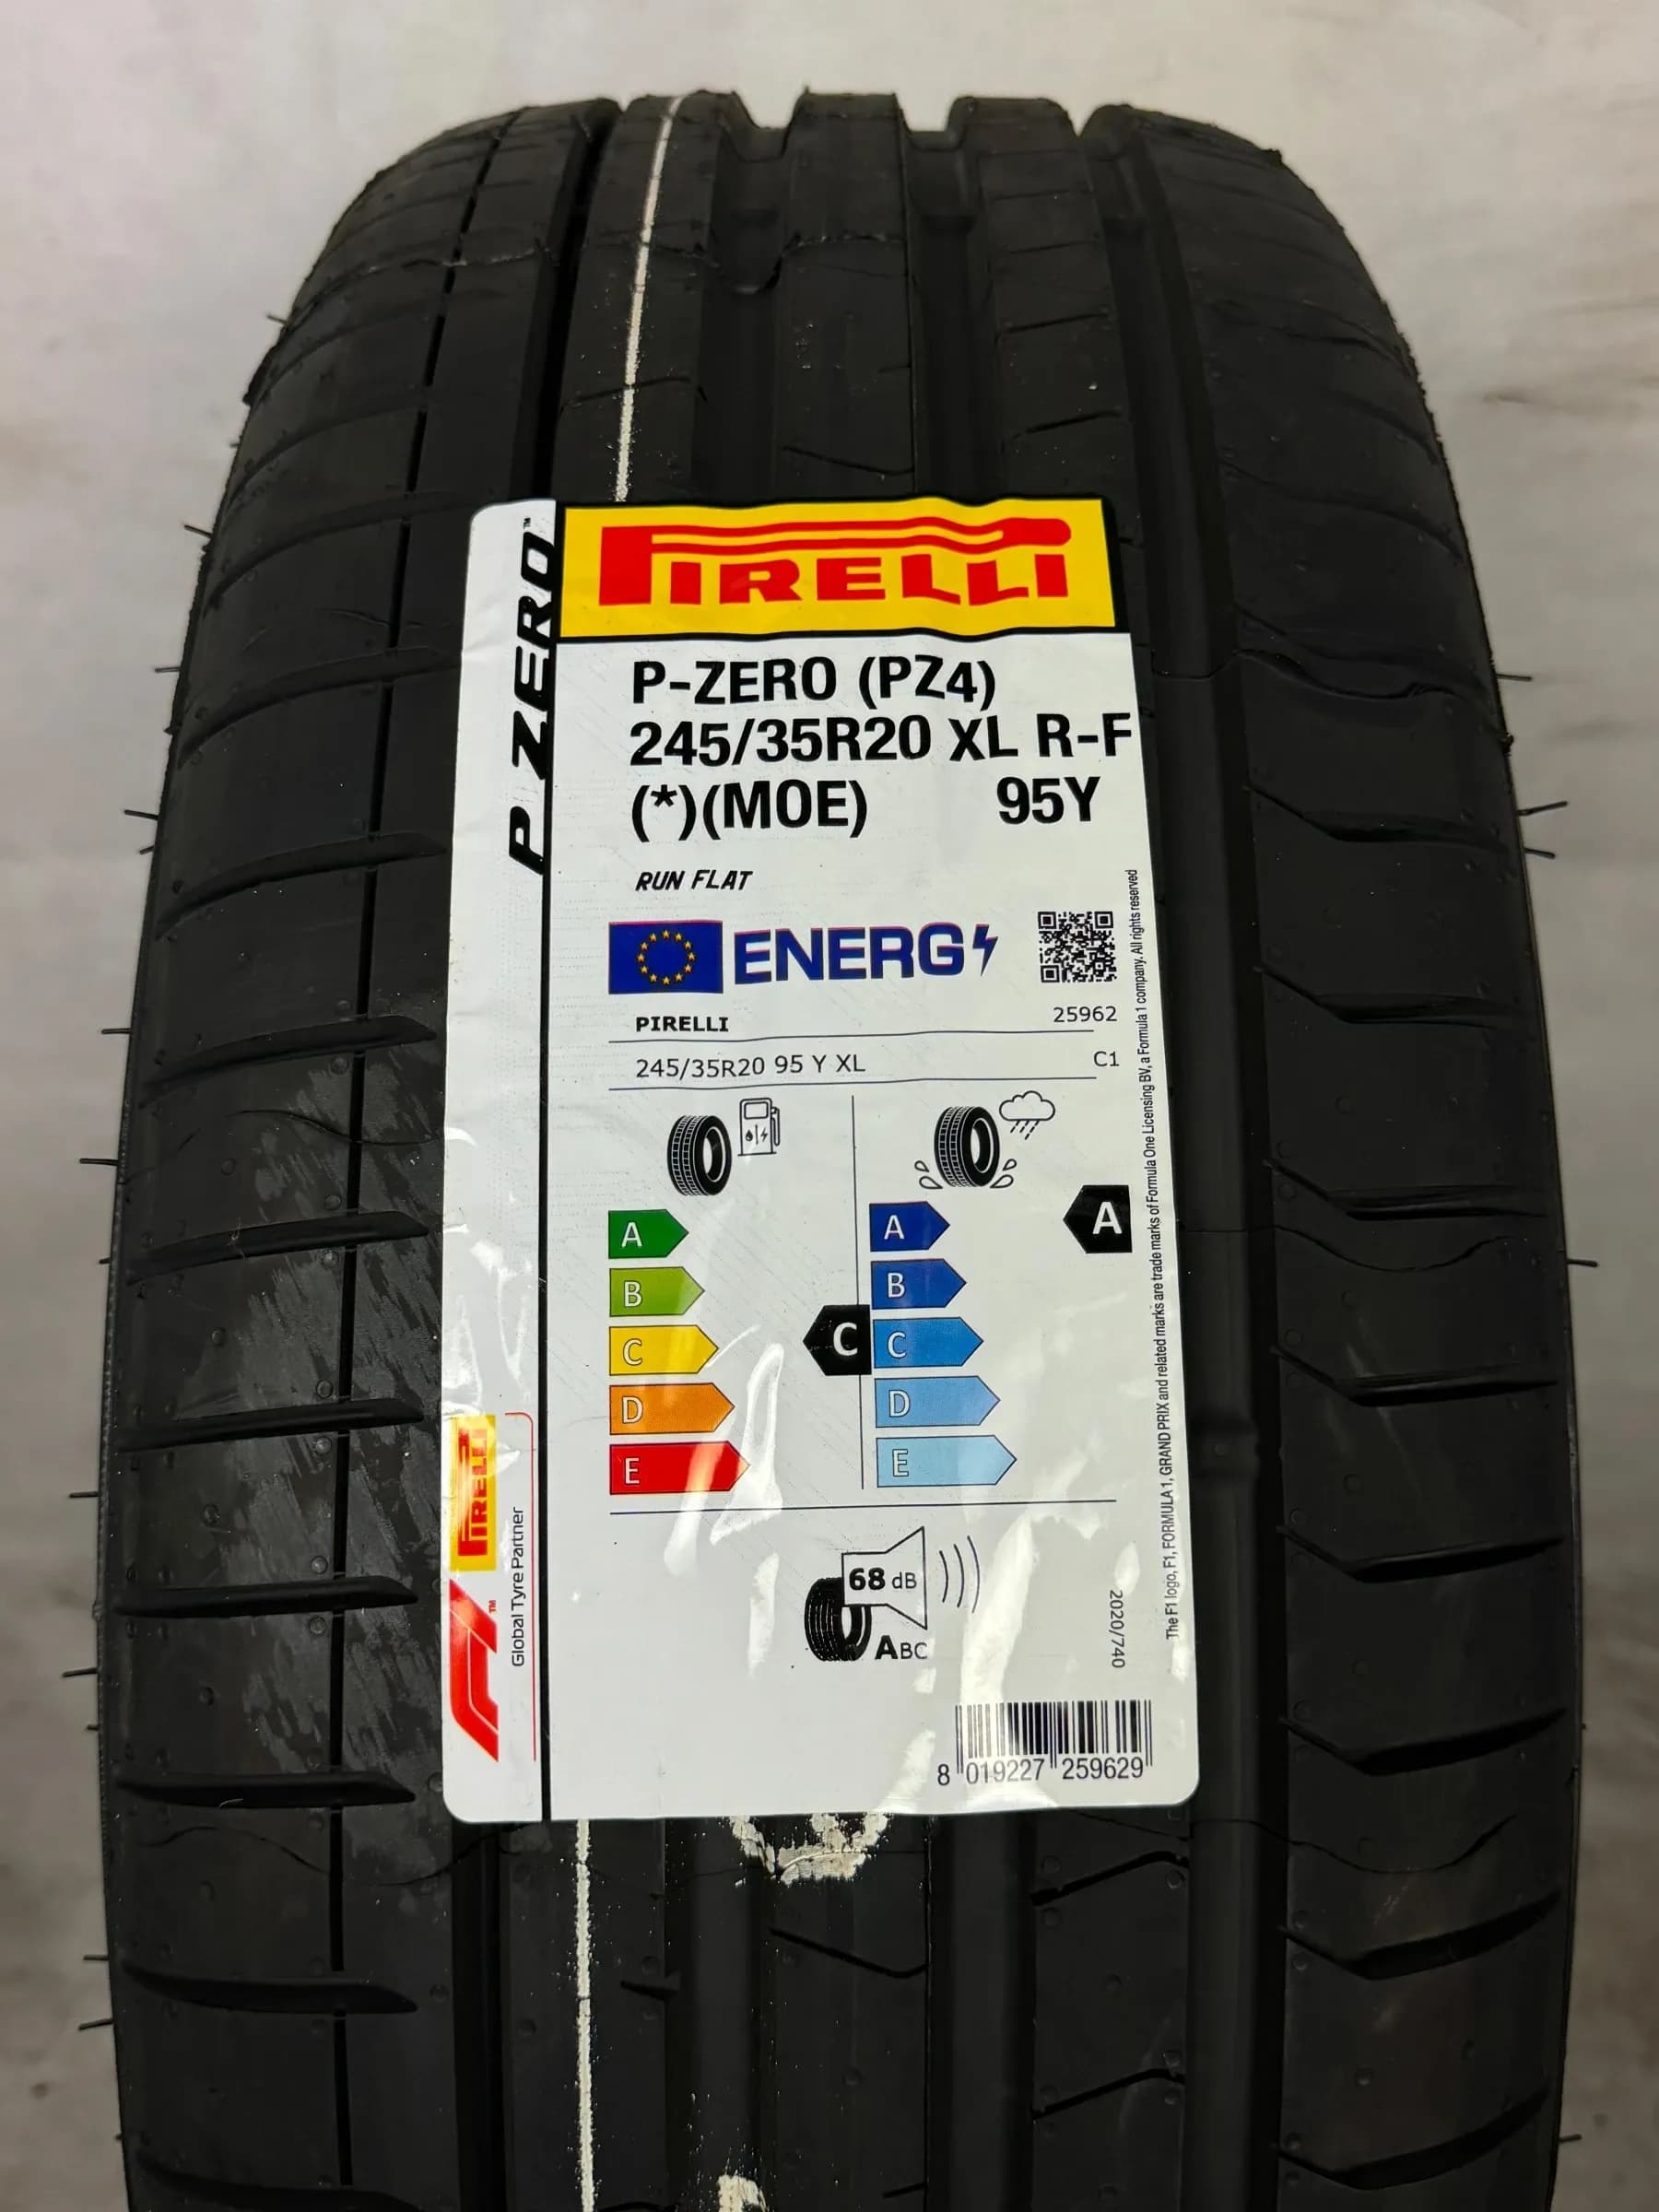 PIRELLI
P ZERO™
P-ZERO (PZ4)
245/35R20 XL R-F
(*)(MOE) 95Y
RUN FLAT
ENERG
PIRELLI 25962
245/35R20 95 Y XL C1
A A A
B B
C C C
D D
E E
68 dB
ABC
2020/740
The F1 logo, F1, FORMULA 1, GRAND PRIX and related marks are trade marks of Formula One Licensing BV, a Formula 1 company. All rights reserved
PIRELLI
F1™
Global Tyre Partner
8 019227 259629